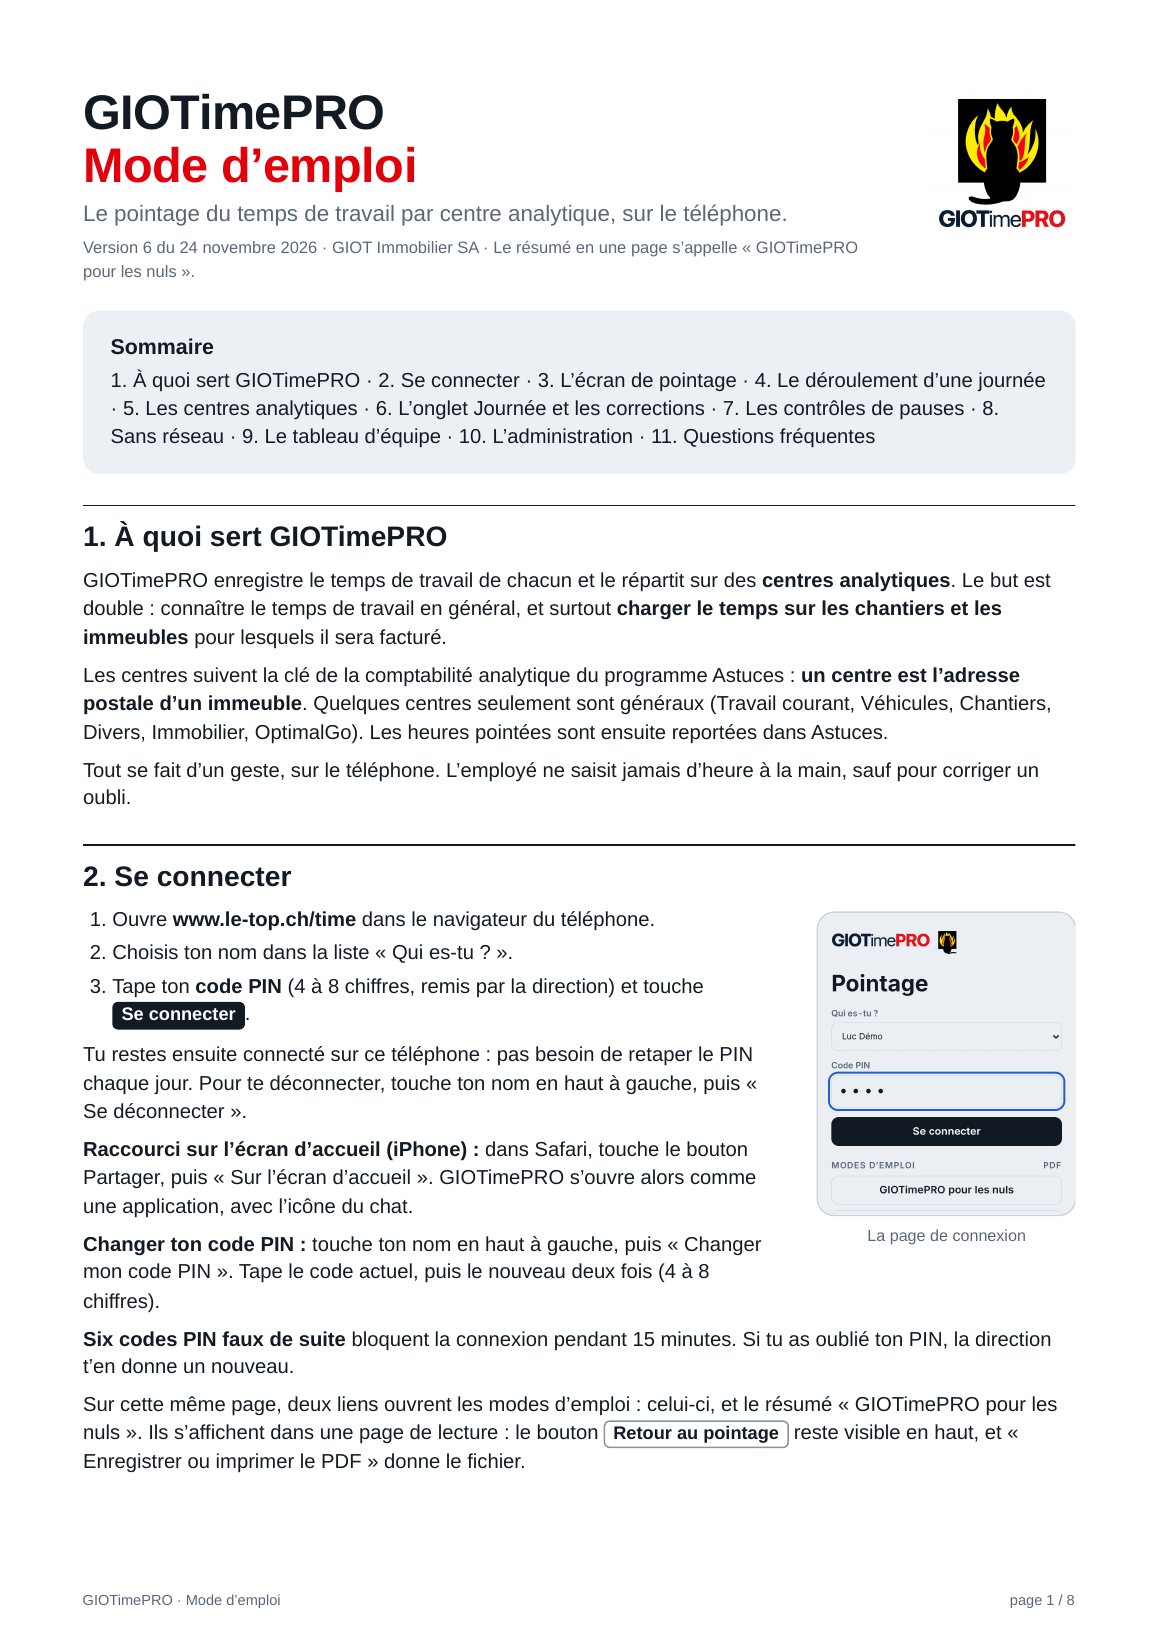 GIOTimePRO
Mode d’emploi
Le pointage du temps de travail par centre analytique, sur le téléphone.
Version 6 du 24 novembre 2026 · GIOT Immobilier SA · Le résumé en une page s’appelle « GIOTimePRO
pour les nuls ».
GIOTimePRO
Sommaire
1. À quoi sert GIOTimePRO · 2. Se connecter · 3. L’écran de pointage · 4. Le déroulement d’une journée
· 5. Les centres analytiques · 6. L’onglet Journée et les corrections · 7. Les contrôles de pauses · 8.
Sans réseau · 9. Le tableau d’équipe · 10. L’administration · 11. Questions fréquentes
1. À quoi sert GIOTimePRO
GIOTimePRO enregistre le temps de travail de chacun et le répartit sur des centres analytiques. Le but est
double : connaître le temps de travail en général, et surtout charger le temps sur les chantiers et les
immeubles pour lesquels il sera facturé.
Les centres suivent la clé de la comptabilité analytique du programme Astuces : un centre est l’adresse
postale d’un immeuble. Quelques centres seulement sont généraux (Travail courant, Véhicules, Chantiers,
Divers, Immobilier, OptimalGo). Les heures pointées sont ensuite reportées dans Astuces.
Tout se fait d’un geste, sur le téléphone. L’employé ne saisit jamais d’heure à la main, sauf pour corriger un
oubli.
2. Se connecter
1. Ouvre www.le-top.ch/time dans le navigateur du téléphone.
2. Choisis ton nom dans la liste « Qui es-tu ? ».
3. Tape ton code PIN (4 à 8 chiffres, remis par la direction) et touche
Se connecter.
Tu restes ensuite connecté sur ce téléphone : pas besoin de retaper le PIN
chaque jour. Pour te déconnecter, touche ton nom en haut à gauche, puis «
Se déconnecter ».
Raccourci sur l’écran d’accueil (iPhone) : dans Safari, touche le bouton
Partager, puis « Sur l’écran d’accueil ». GIOTimePRO s’ouvre alors comme
une application, avec l’icône du chat.
Changer ton code PIN : touche ton nom en haut à gauche, puis « Changer
mon code PIN ». Tape le code actuel, puis le nouveau deux fois (4 à 8
chiffres).
GIOTimePRO
Pointage
Qui es-tu ?
Luc Démo
Code PIN
Se connecter
MODES D’EMPLOI PDF
GIOTimePRO pour les nuls
La page de connexion
Six codes PIN faux de suite bloquent la connexion pendant 15 minutes. Si tu as oublié ton PIN, la direction
t’en donne un nouveau.
Sur cette même page, deux liens ouvrent les modes d’emploi : celui-ci, et le résumé « GIOTimePRO pour les
nuls ». Ils s’affichent dans une page de lecture : le bouton Retour au pointage reste visible en haut, et «
Enregistrer ou imprimer le PDF » donne le fichier.
GIOTimePRO · Mode d’emploi
page 1 / 8